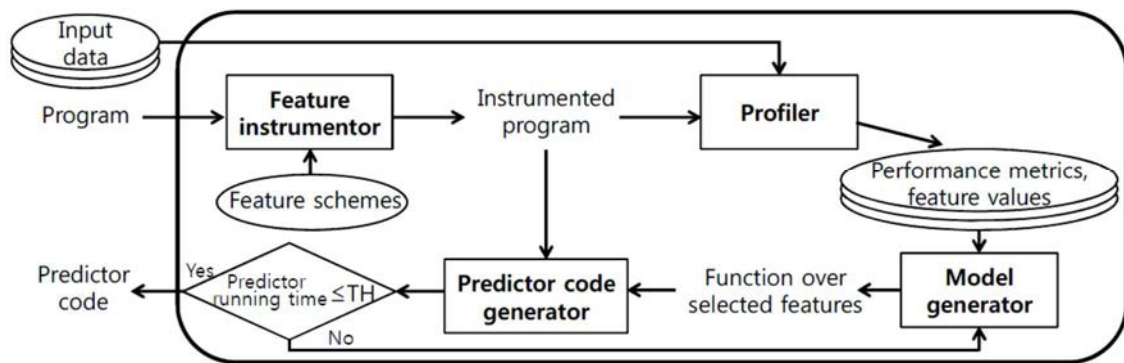 Input
data
Program
Feature
instrumentor
Instrumented
program
Profiler
Feature schemes
Performance metrics,
feature values
Predictor
code
Yes
Predictor
running time ≤TH
No
Predictor code
generator
Function over
selected features
Model
generator